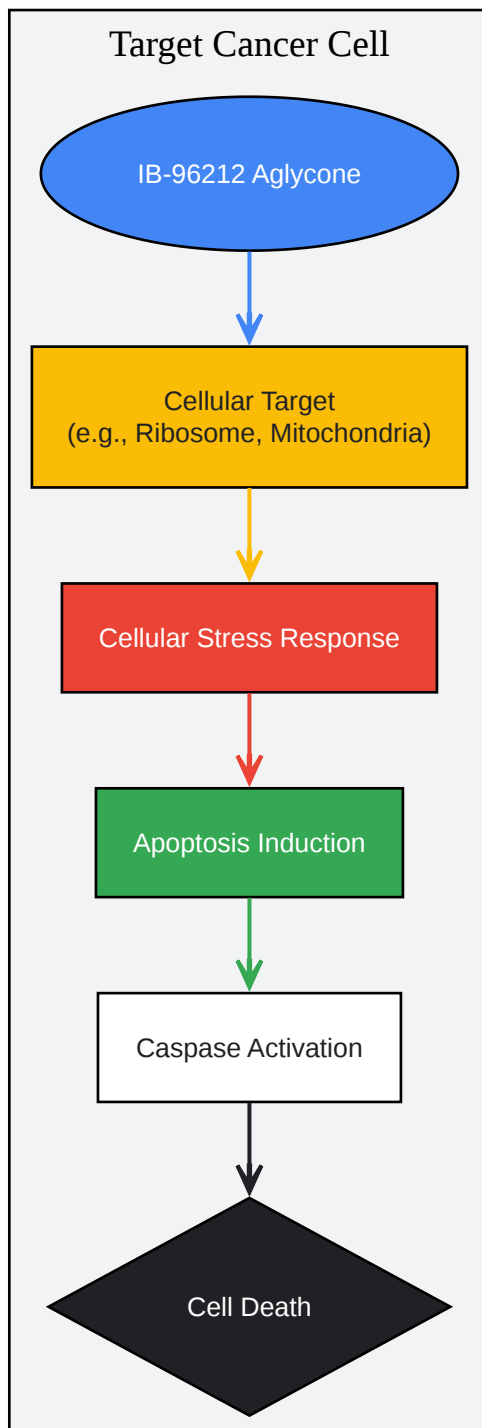 Target Cancer Cell
IB-96212 Aglycone
Cellular Target
(e.g., Ribosome, Mitochondria)
Cellular Stress Response
Apoptosis Induction
Caspase Activation
Cell Death